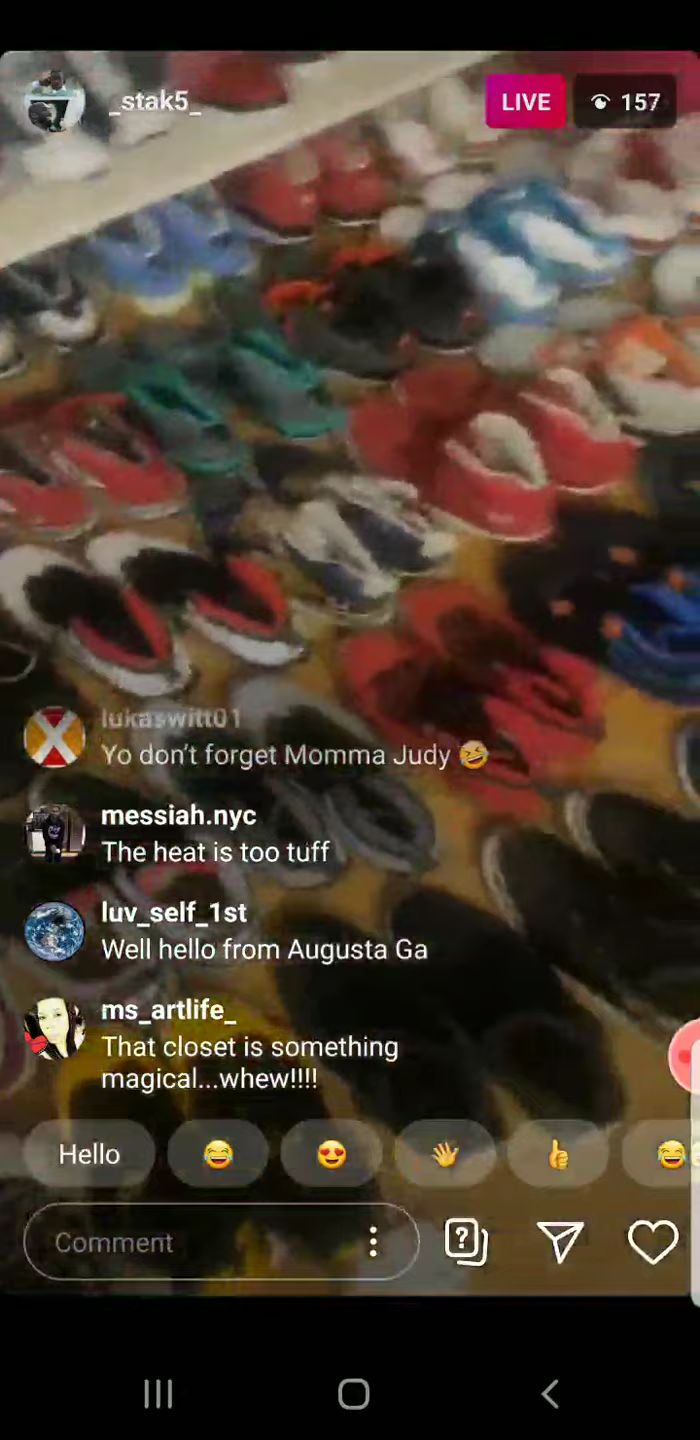 _stak5_
LIVE
157
lukaswitt01
Yo don't forget Momma Judy 🤣
messiah.nyc
The heat is too tuff
luv_self_1st
Well hello from Augusta Ga
ms_artlife_
That closet is something
magical...whew!!!!
Hello
Comment